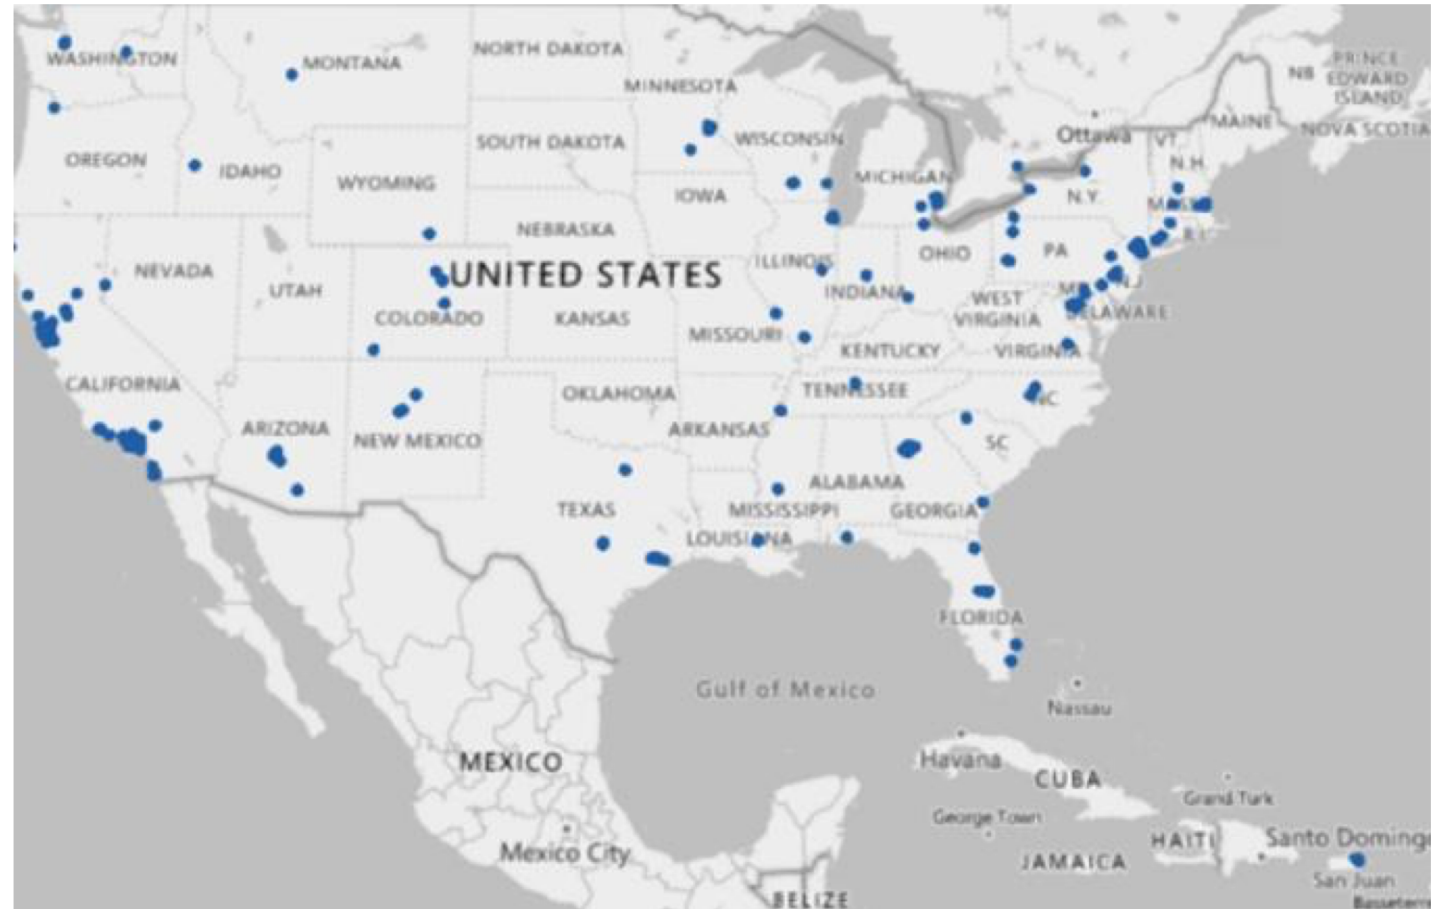 WASHINGTON
MONTANA
NORTH DAKOTA
MINNESOTA
PRINCE
EDWARD
ISLAND
NB
NOVA SCOTIA
MAINE
Ottawa
VT.
N.H.
OREGON
IDAHO
WYOMING
SOUTH DAKOTA
WISCONSIN
MICHIGAN
N.Y.
IOWA
NEBRASKA
ILLINOIS
OHIO
PA
R.I.
NEVADA
UTAH
UNITED STATES
INDIANA
N.J.
COLORADO
KANSAS
MISSOURI
WEST
VIRGINIA
DELAWARE
KENTUCKY
VIRGINIA
CALIFORNIA
ARIZONA
NEW MEXICO
OKLAHOMA
ARKANSAS
TENNESSEE
NC
SC
TEXAS
ALABAMA
MISSISSIPPI
GEORGIA
LOUISIANA
FLORIDA
Gulf of Mexico
Nassau
MEXICO
Mexico City
Havana
CUBA
George Town
Grand Turk
HAITI
Santo Domingo
JAMAICA
San Juan
BELIZE